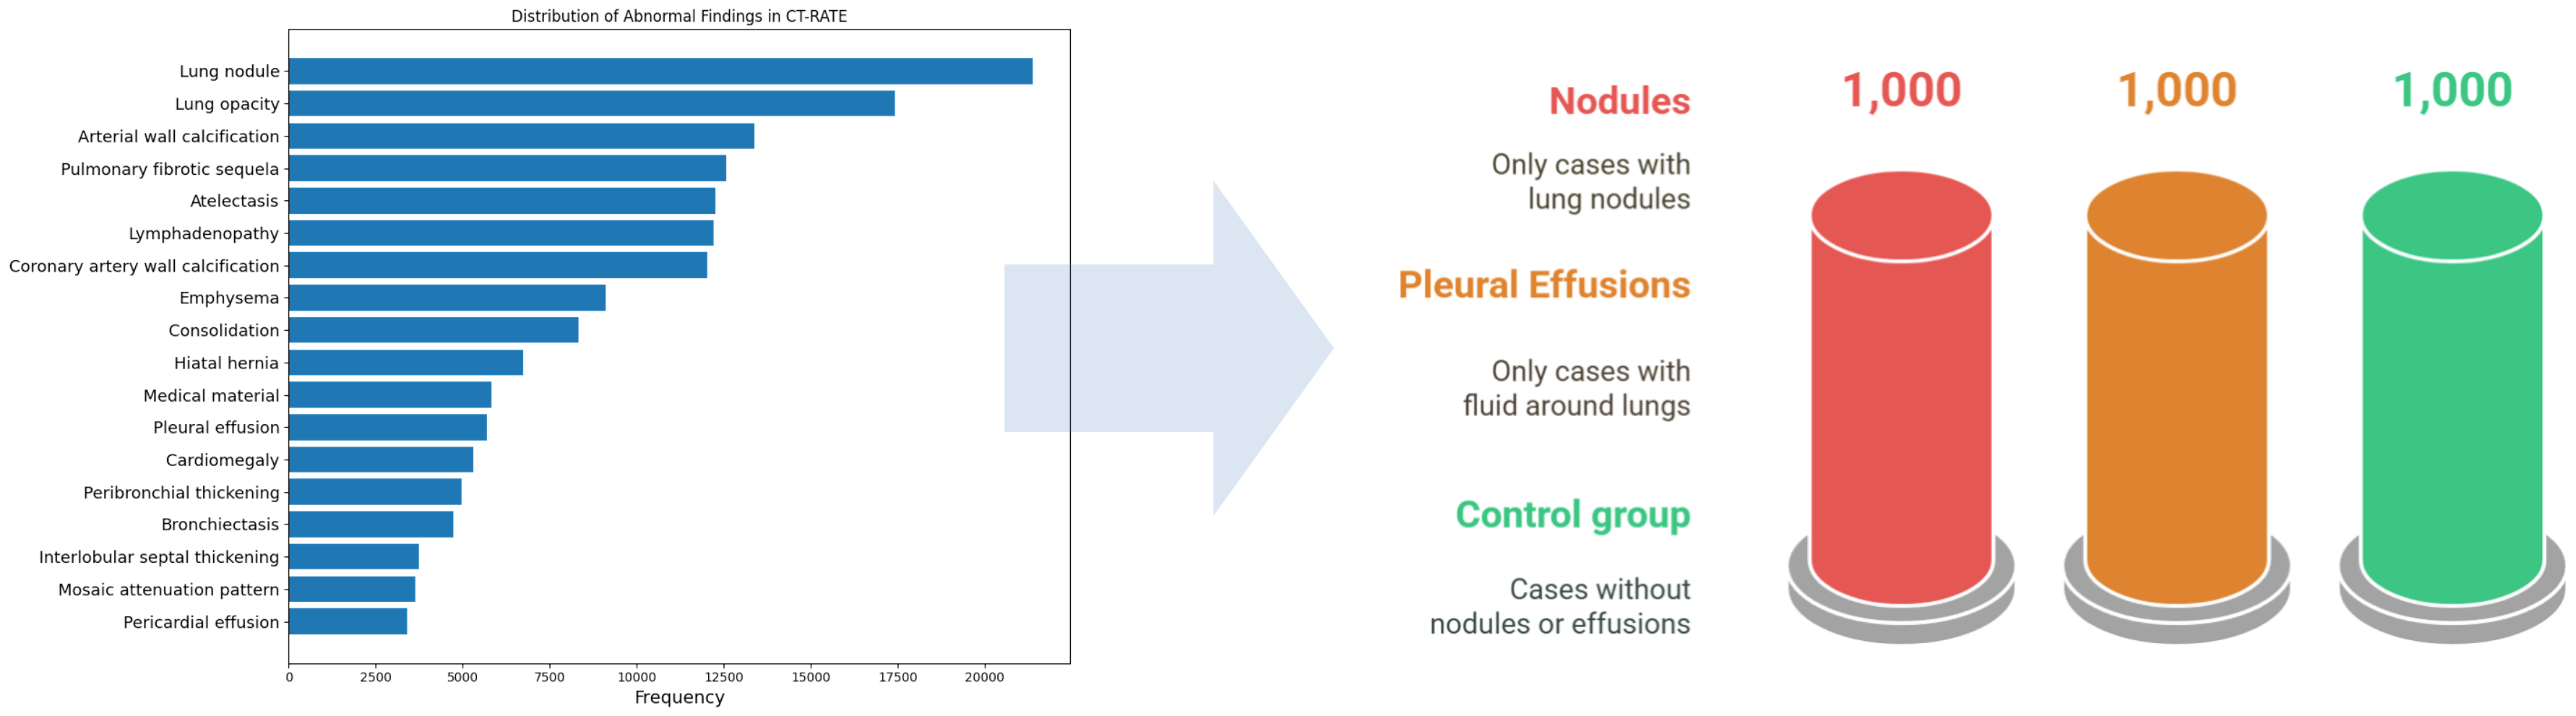 Distribution of Abnormal Findings in CT-RATE
Lung nodule
Lung opacity
Arterial wall calcification
Pulmonary fibrotic sequela
Atelectasis
Lymphadenopathy
Coronary artery wall calcification
Emphysema
Consolidation
Hiatal hernia
Medical material
Pleural effusion
Cardiomegaly
Peribronchial thickening
Bronchiectasis
Interlobular septal thickening
Mosaic attenuation pattern
Pericardial effusion
0 2500 5000 7500 10000 12500 15000 17500 20000
Frequency
Nodules
Only cases with
lung nodules
Pleural Effusions
Only cases with
fluid around lungs
Control group
Cases without
nodules or effusions
1,000 1,000 1,000